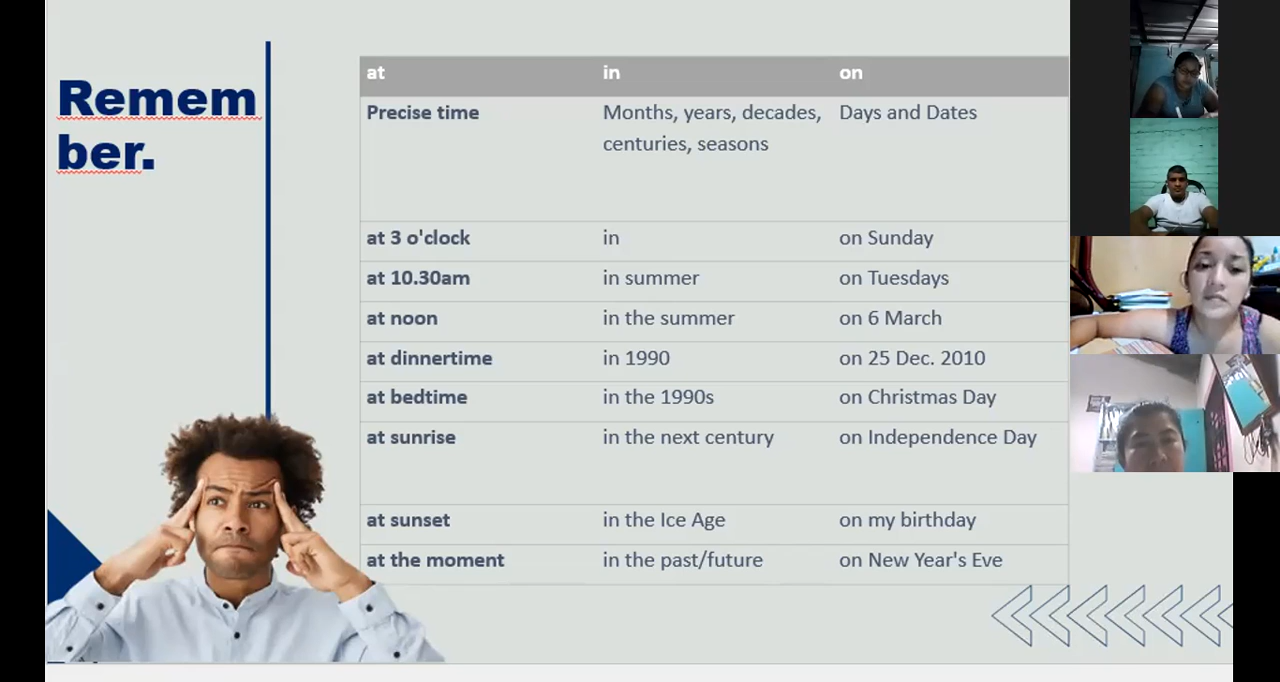 Remem
ber.
at in on
Precise time Months, years, decades, Days and Dates
centuries, seasons
at 3 o'clock in on Sunday
at 10.30am in summer on Tuesdays
at noon in the summer on 6 March
at dinnertime in 1990 on 25 Dec. 2010
at bedtime in the 1990s on Christmas Day
at sunrise in the next century on Independence Day
at sunset in the Ice Age on my birthday
at the moment in the past/future on New Year's Eve